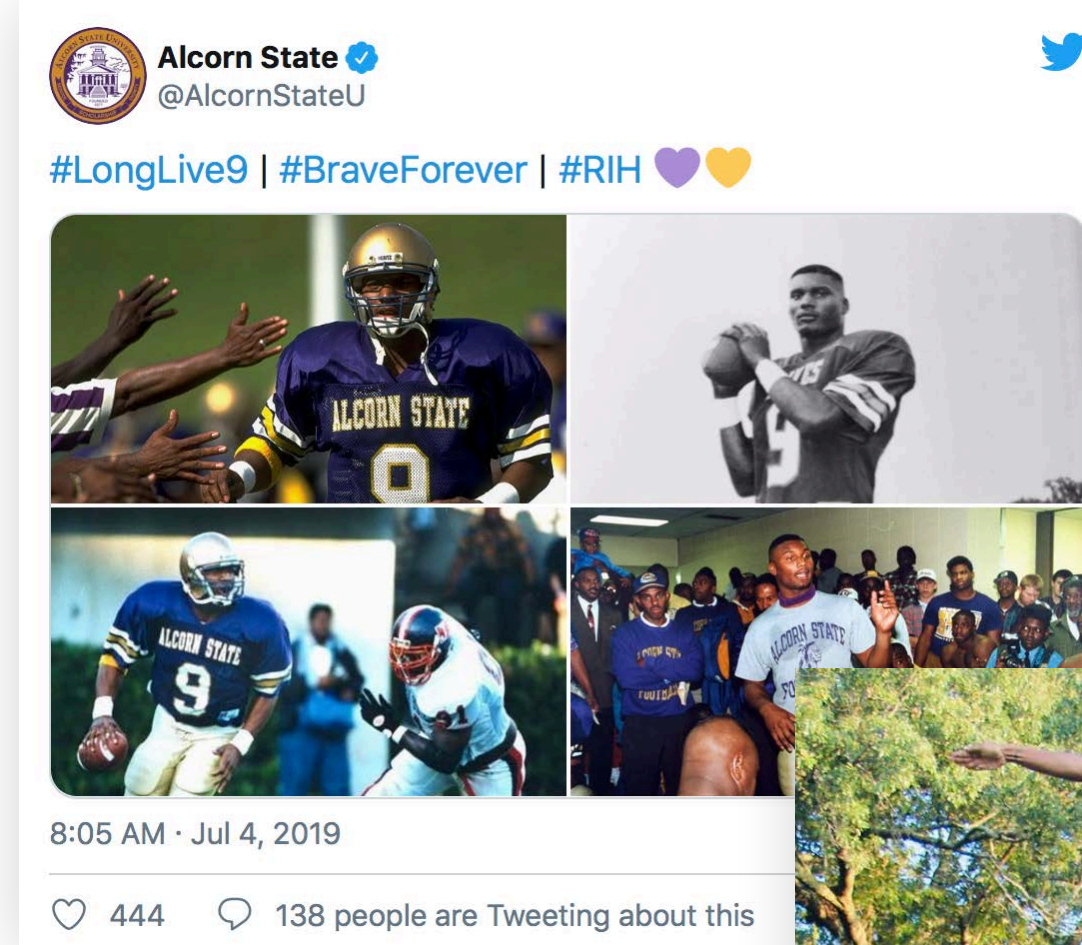 Alcorn State
@AlcornStateU
#LongLive9 | #BraveForever | #RIH 💜💛
ALCORN STATE
9
9
ALCORN STATE
9
ALCORN STATE
8:05 AM · Jul 4, 2019
444
138 people are Tweeting about this